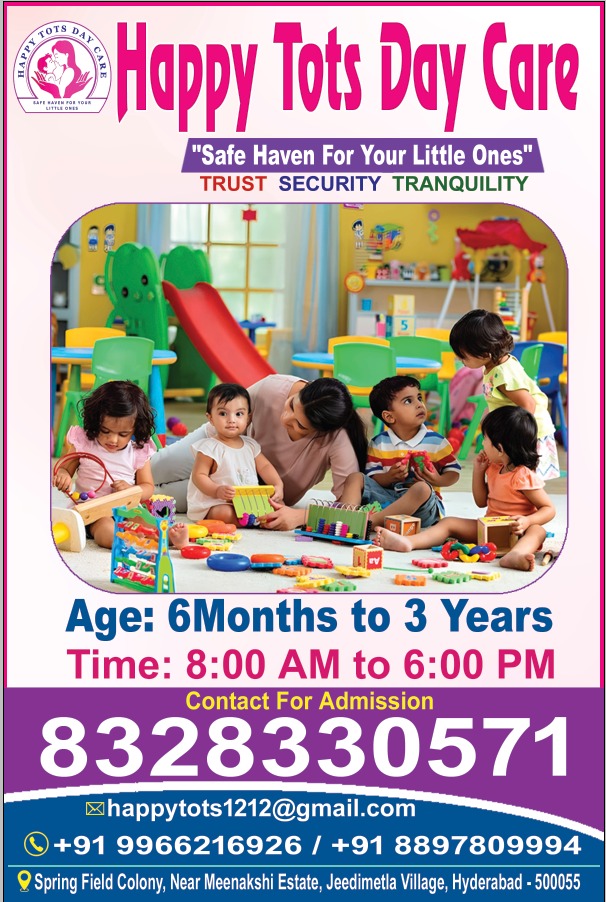 HAPPY TOTS DAY CARE
SAFE HAVEN FOR YOUR
LITTLE ONES
Happy Tots Day Care
"Safe Haven For Your Little Ones"
TRUST SECURITY TRANQUILITY
5
Age: 6Months to 3 Years
Time: 8:00 AM to 6:00 PM
Contact For Admission
8328330571
happytots1212@gmail.com
+91 9966216926 / +91 8897809994
Spring Field Colony, Near Meenakshi Estate, Jeedimetla Village, Hyderabad - 500055